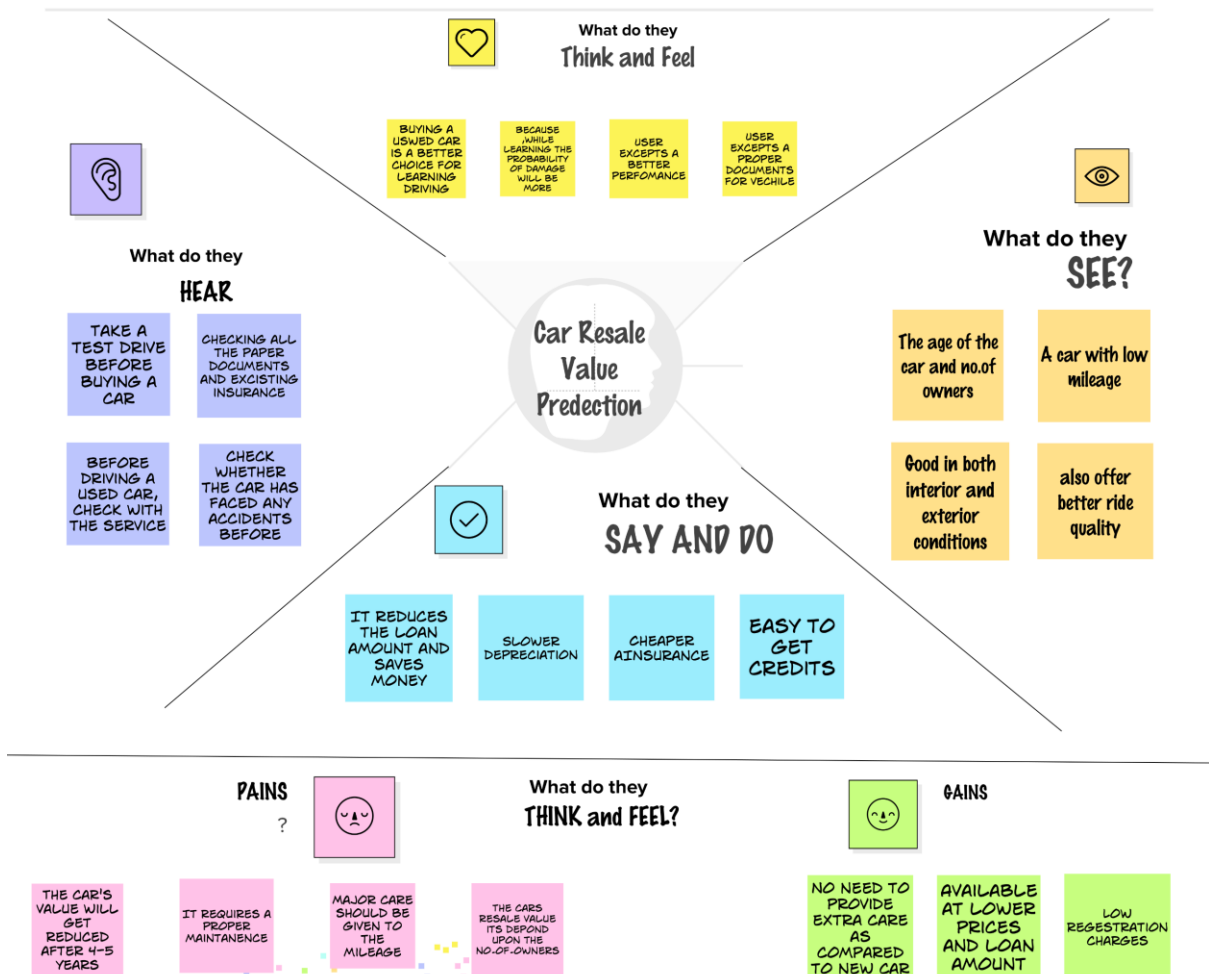 What do they
Think and Feel
BUYING A
USWED CAR
IS A BETTER
CHOICE FOR
LEARNING
DRIVING
BECAUSE
,WHILE
LEARNING THE
PROBABILITY
OF DAMAGE
WILL BE
MORE
USER
EXCEPTS A
BETTER
PERFOMANCE
USER
EXCEPTS A
PROPER
DOCUMENTS
FOR VECHILE
What do they
HEAR
TAKE A
TEST DRIVE
BEFORE
BUYING A
CAR
CHECKING ALL
THE PAPER
DOCUMENTS
AND EXCISTING
INSURANCE
BEFORE
DRIVING A
USED CAR,
CHECK WITH
THE SERVICE
CHECK
WHETHER
THE CAR HAS
FACED ANY
ACCIDENTS
BEFORE
Car Resale
Value
Predection
What do they
SEE?
The age of the
car and no.of
owners
A car with low
mileage
Good in both
interior and
exterior
conditions
also offer
better ride
quality
What do they
SAY AND DO
IT REDUCES
THE LOAN
AMOUNT AND
SAVES
MONEY
SLOWER
DEPRECIATION
CHEAPER
AINSURANCE
EASY TO
GET
CREDITS
PAINS
?
What do they
THINK and FEEL?
GAINS
THE CAR'S
VALUE WILL
GET
REDUCED
AFTER 4-5
YEARS
IT REQUIRES A
PROPER
MAINTANENCE
MAJOR CARE
SHOULD BE
GIVEN TO
THE
MILEAGE
THE CARS
RESALE VALUE
ITS DEPOND
UPON THE
NO-OF-OWNERS
NO NEED TO
PROVIDE
EXTRA CARE
AS
COMPARED
TO NEW CAR
AVAILABLE
AT LOWER
PRICES
AND LOAN
AMOUNT
LOW
REGESTRATION
CHARGES